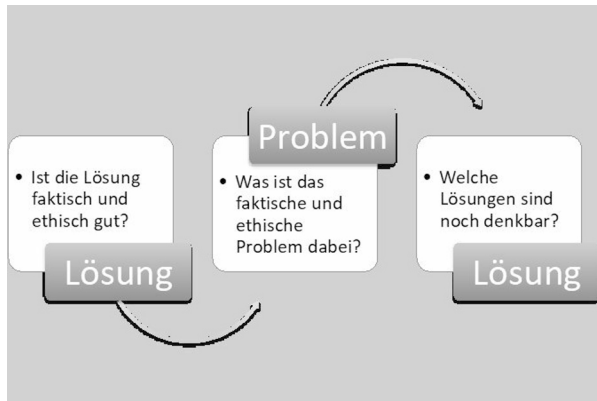 • Ist die Lösung
faktisch und
ethisch gut?
Lösung
Problem
• Was ist das
faktische und
ethische
Problem dabei?
• Welche
Lösungen sind
noch denkbar?
Lösung